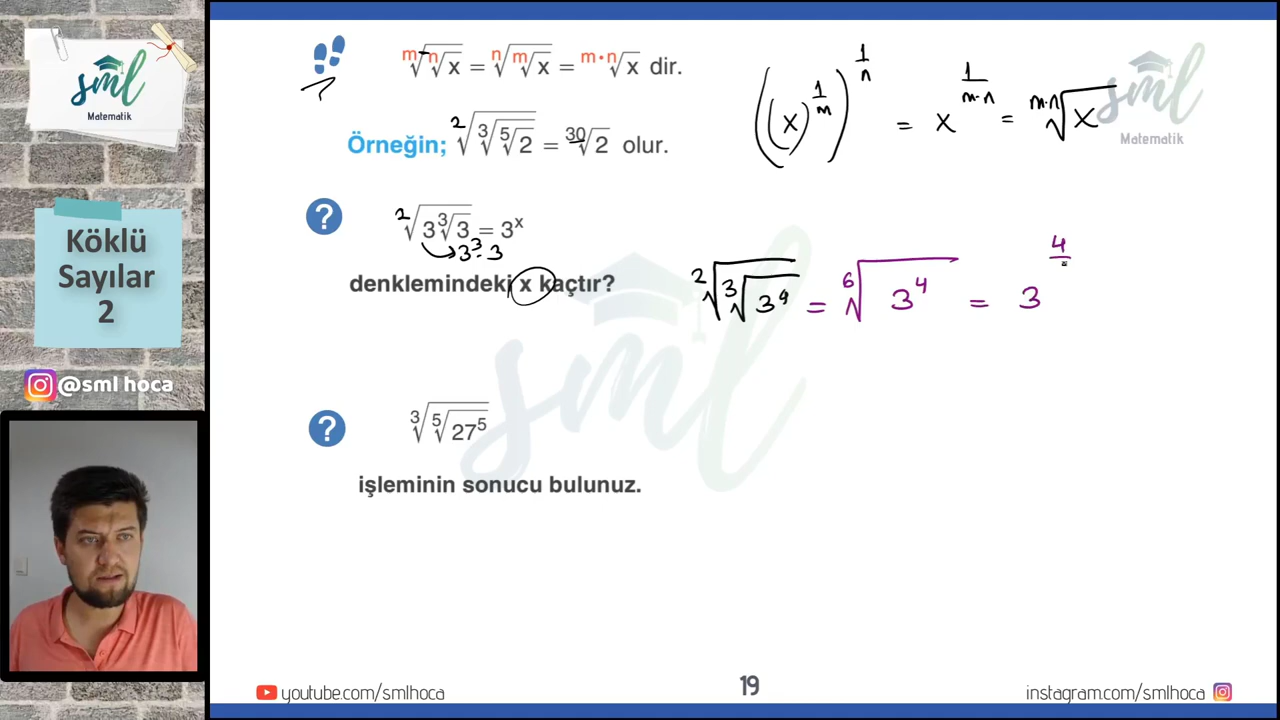 sml
Matematik
Köklü
Sayılar
2
@sml hoca
ᵐ√ⁿ√x = ⁿ√ᵐ√x = ᵐ·ⁿ√x dir.
((x)^(1/m))^(1/n) = x^(1/(m·n)) = ᵐ·ⁿ√x
Matematik
Örneğin; ²√³√⁵√2 = ³⁰√2 olur.
²√(3³√3) = 3ˣ
3³·3
denklemindeki x kaçtır?
²√³√3⁴ = ⁶√3⁴ = 3^(4/
sml
³√⁵√27⁵
işleminin sonucu bulunuz.
youtube.com/smlhoca
19
instagram.com/smlhoca